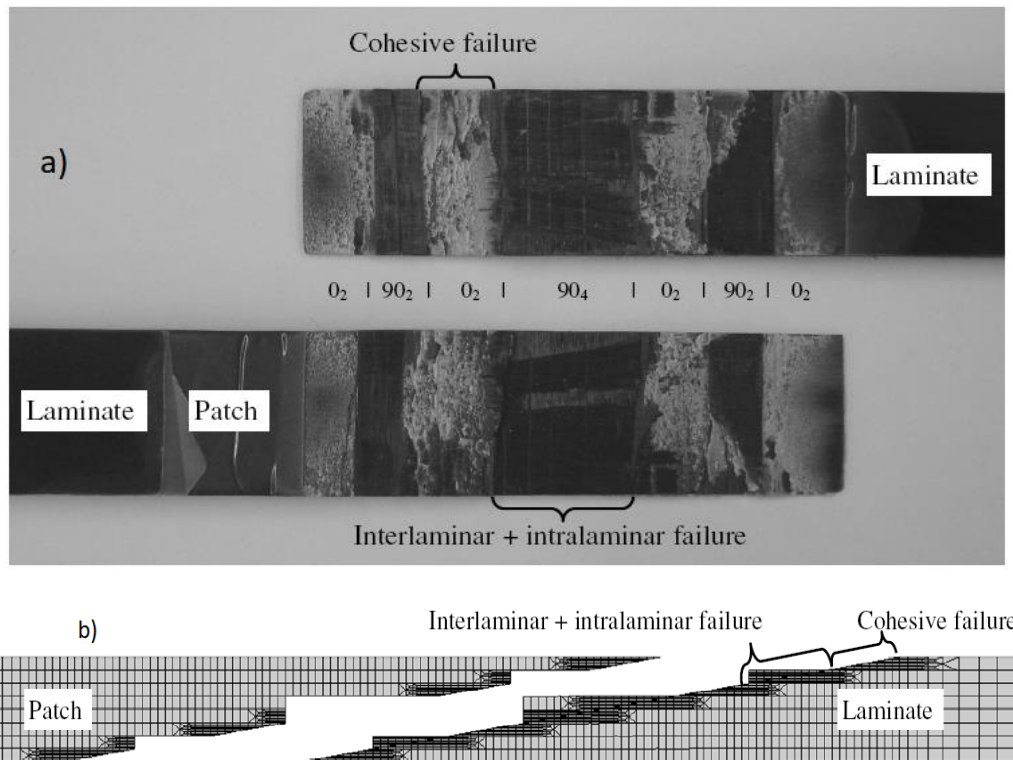 Cohesive failure
a)
Laminate
0₂ | 90₂ | 0₂ | 90₄ | 0₂ | 90₂ | 0₂
Laminate
Patch
Interlaminar + intralaminar failure
b)
Interlaminar + intralaminar failure
Cohesive failure
Patch
Laminate